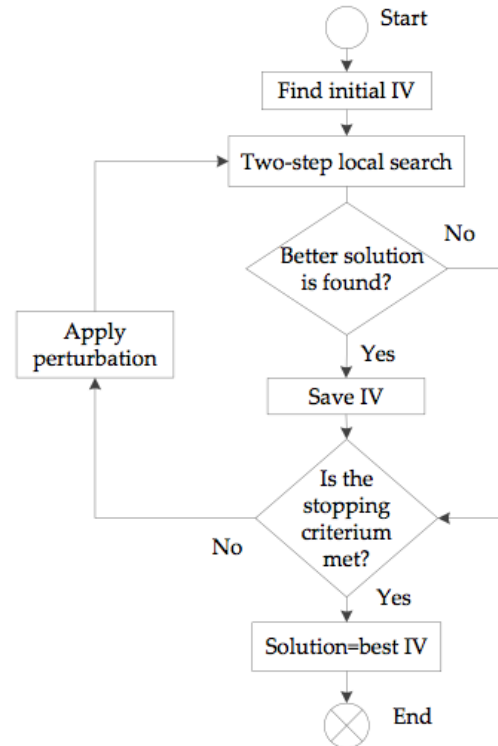 Start
Find initial IV
Two-step local search
No
Better solution
is found?
Apply
perturbation
Yes
Save IV
Is the
stopping
criterium
met?
No
Yes
Solution=best IV
End